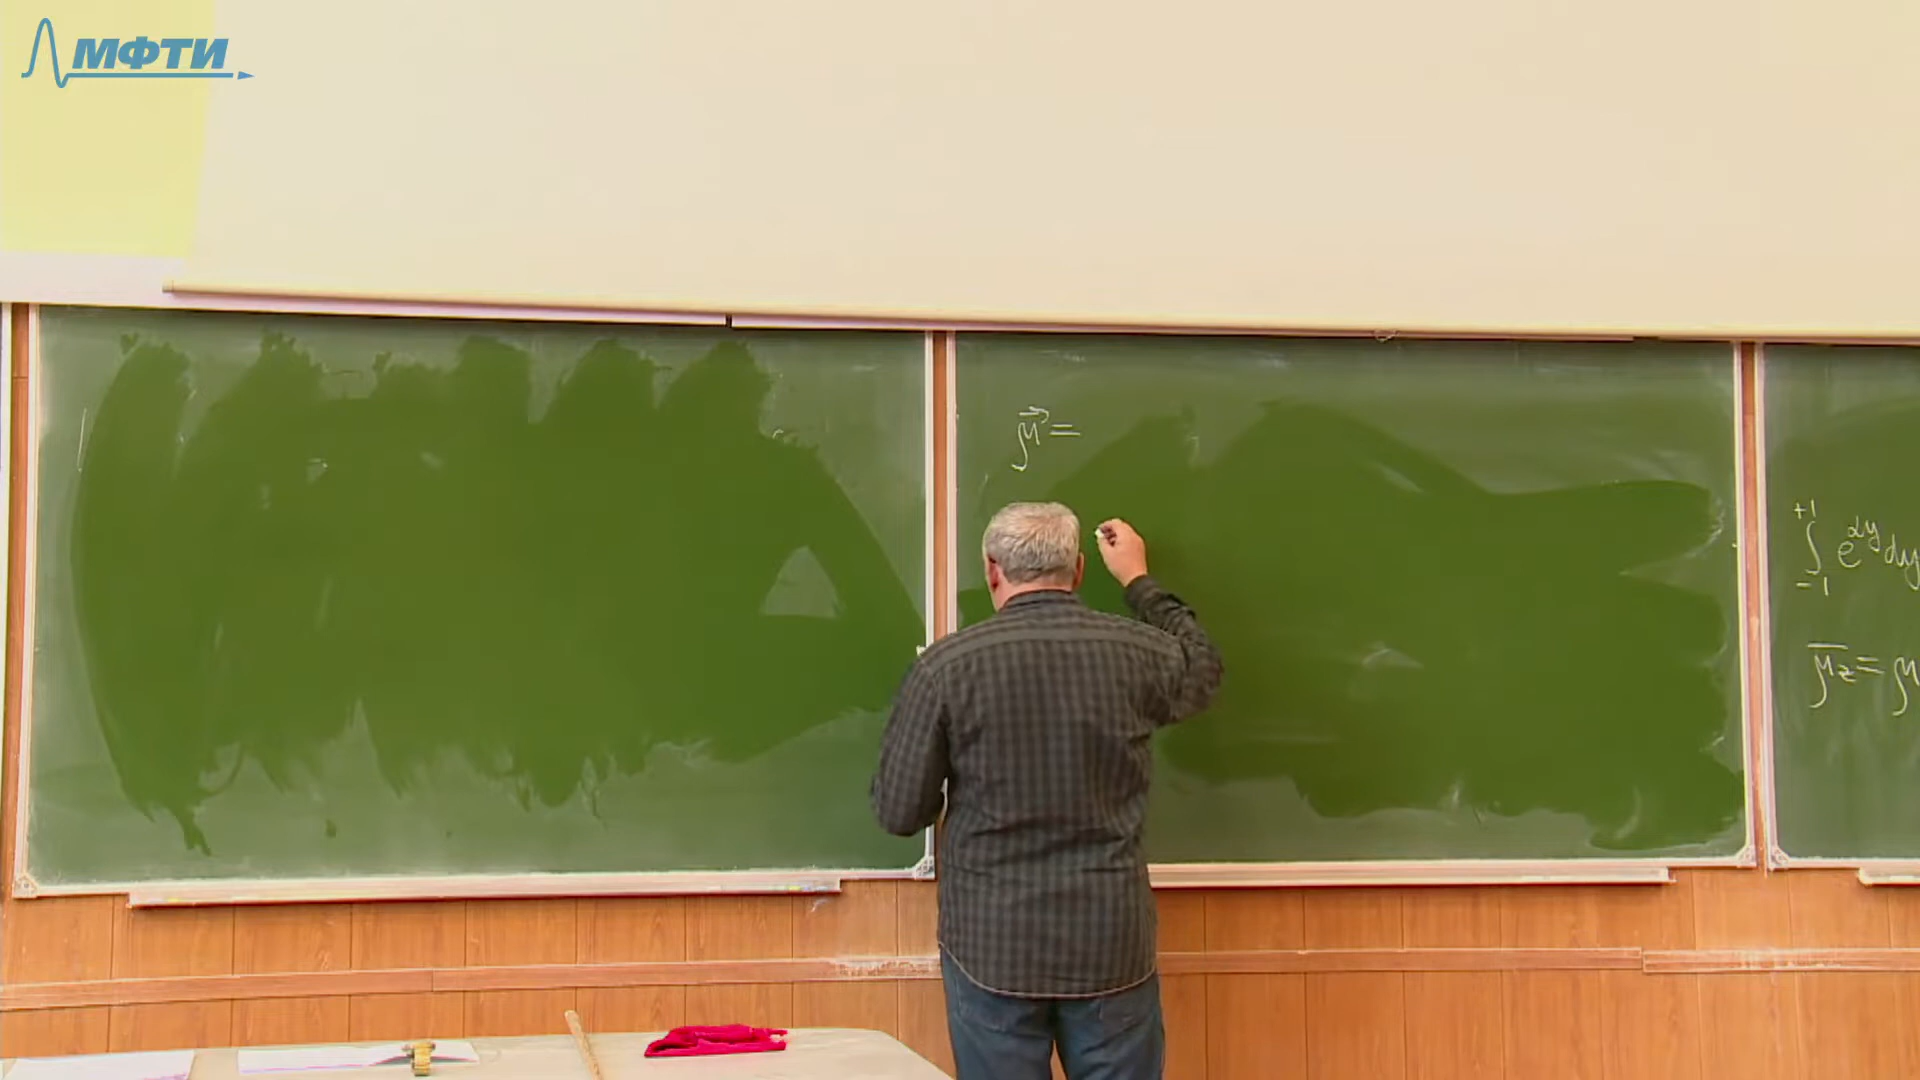 МФТИ
μ⃗ =
+1
∫ e^αy dy
-1
μ̅z = μ